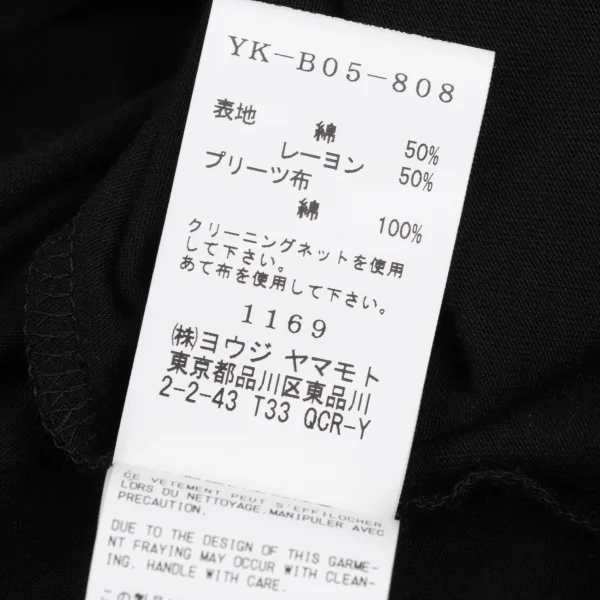 YK-B05-808
表地 綿 50%
レーヨン 50%
プリーツ布
綿 100%
クリーニングネットを使用
して下さい。
あて布を使用して下さい。
1169
㈱ヨウジ ヤマモト
東京都品川区東品川
2-2-43 T33 QCR-Y
CE VETEMENT PEUT S'EFFILOCHER
LORS DU NETTOYAGE.MANIPULER AVEC
PRECAUTION.
DUE TO THE DESIGN OF THIS GARME-
NT FRAYING MAY OCCUR WITH CLEAN-
ING. HANDLE WITH CARE.
この製品は